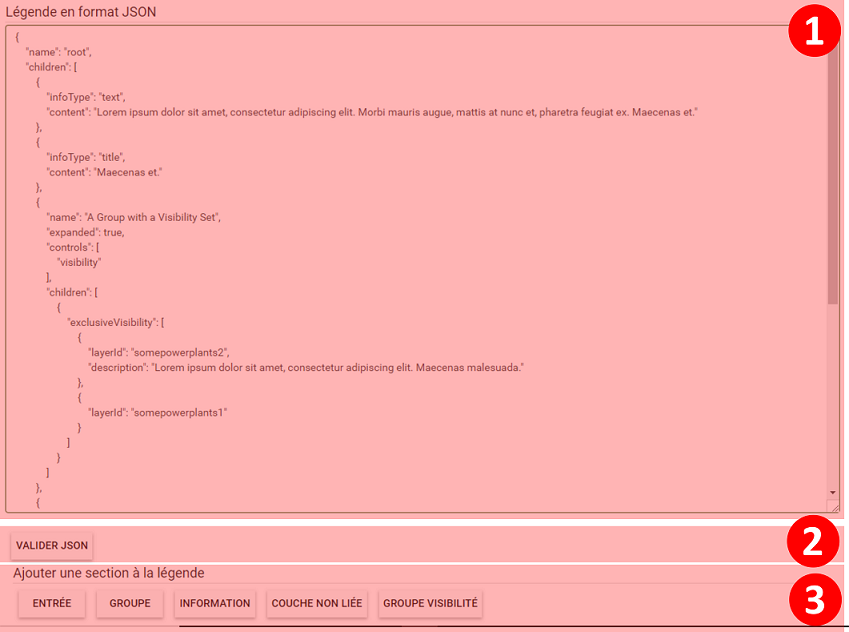 Légende en format JSON
1
{
"name": "root",
"children": [
{
"infoType": "text",
"content": "Lorem ipsum dolor sit amet, consectetur adipiscing elit. Morbi mauris augue, mattis at nunc et, pharetra feugiat ex. Maecenas et."
},
{
"infoType": "title",
"content": "Maecenas et."
},
{
"name": "A Group with a Visibility Set",
"expanded": true,
"controls": [
"visibility"
],
"children": [
{
"exclusiveVisibility": [
{
"layerId": "somepowerplants2",
"description": "Lorem ipsum dolor sit amet, consectetur adipiscing elit. Maecenas malesuada."
},
{
"layerId": "somepowerplants1"
}
]
}
]
},
{
VALIDER JSON
2
Ajouter une section à la légende
ENTRÉE GROUPE INFORMATION COUCHE NON LIÉE GROUPE VISIBILITÉ
3